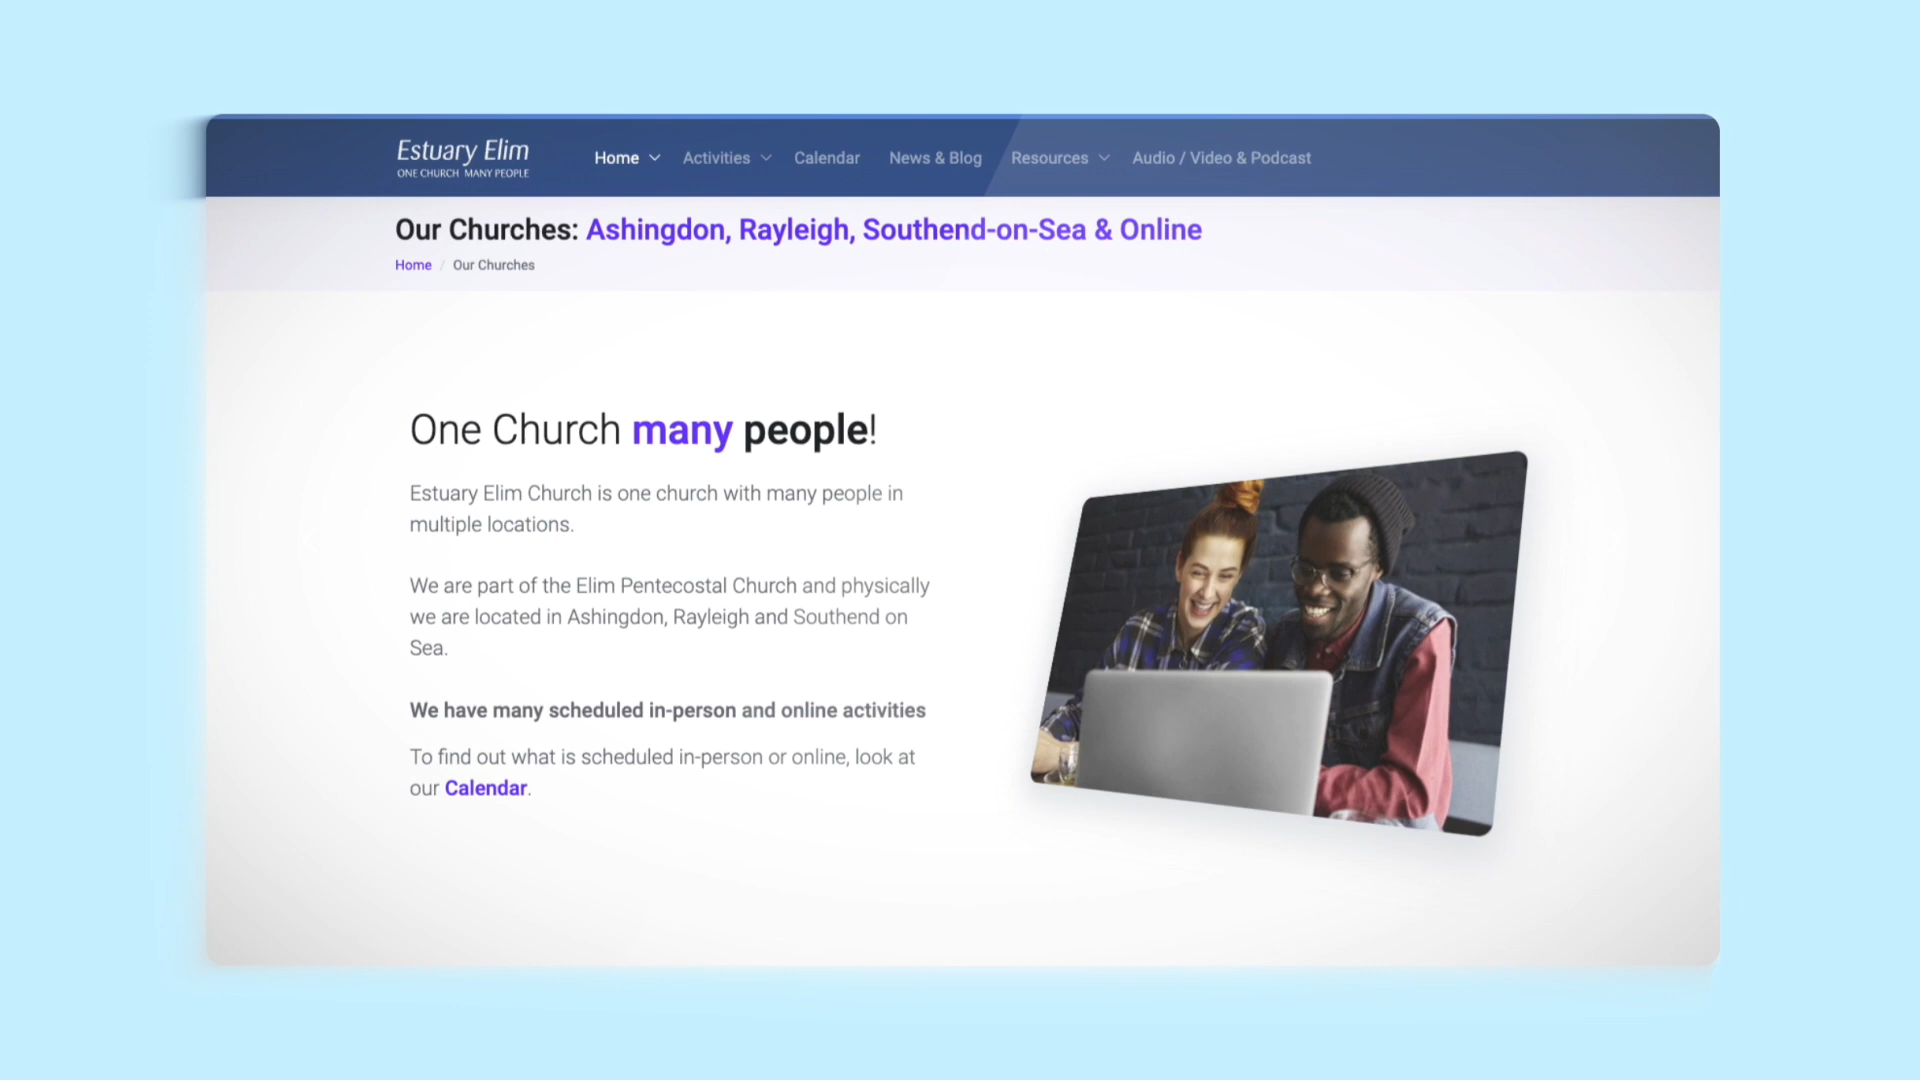 Estuary Elim
ONE CHURCH MANY PEOPLE
Home
Activities
Calendar
News & Blog
Resources
Audio / Video & Podcast
Our Churches: Ashingdon, Rayleigh, Southend-on-Sea & Online
Home / Our Churches
One Church many people!
Estuary Elim Church is one church with many people in
multiple locations.
We are part of the Elim Pentecostal Church and physically
we are located in Ashingdon, Rayleigh and Southend on
Sea.
We have many scheduled in-person and online activities
To find out what is scheduled in-person or online, look at
our Calendar.